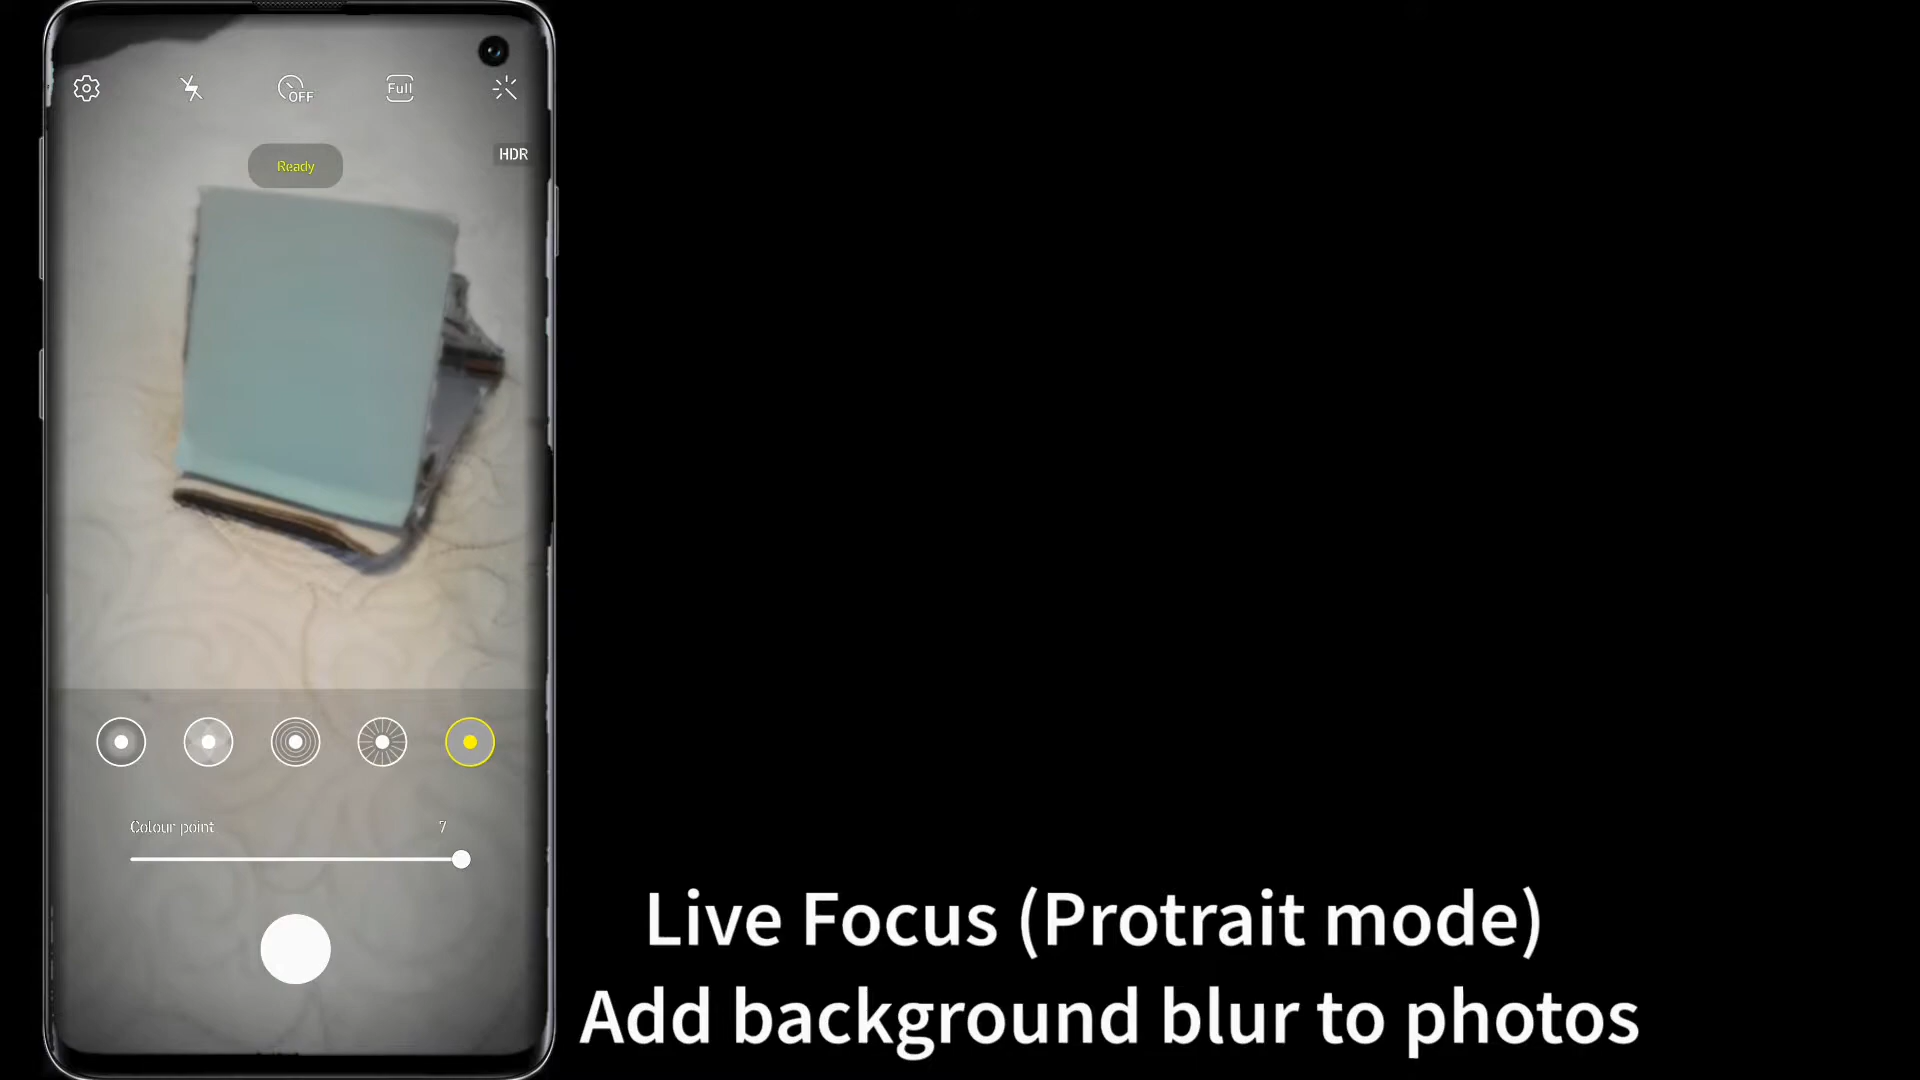 OFF
Full
HDR
Ready
Colour point 7
Live Focus (Protrait mode)
Add background blur to photos